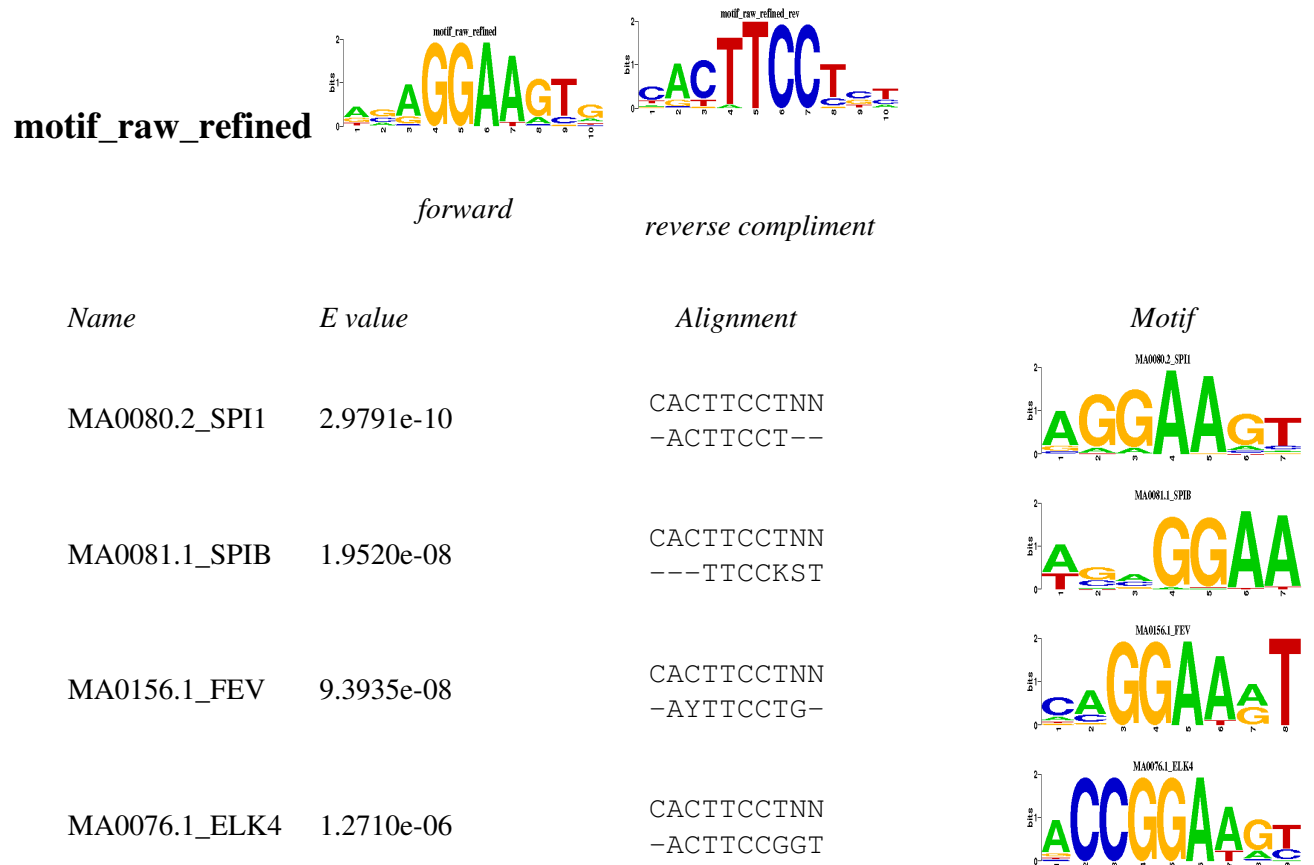 motif_raw_refined
motif_raw_refined_rev
motif_raw_refined
forward
reverse compliment
Name E value Alignment Motif
MA0080.2_SPI1 2.9791e-10 CACTTCCTNN
-ACTTCCT--
MA0080.2_SPI1
MA0081.1_SPIB 1.9520e-08 CACTTCCTNN
---TTCCKST
MA0081.1_SPIB
MA0156.1_FEV 9.3935e-08 CACTTCCTNN
-AYTTCCTG-
MA0156.1_FEV
MA0076.1_ELK4 1.2710e-06 CACTTCCTNN
-ACTTCCGGT
MA0076.1_ELK4